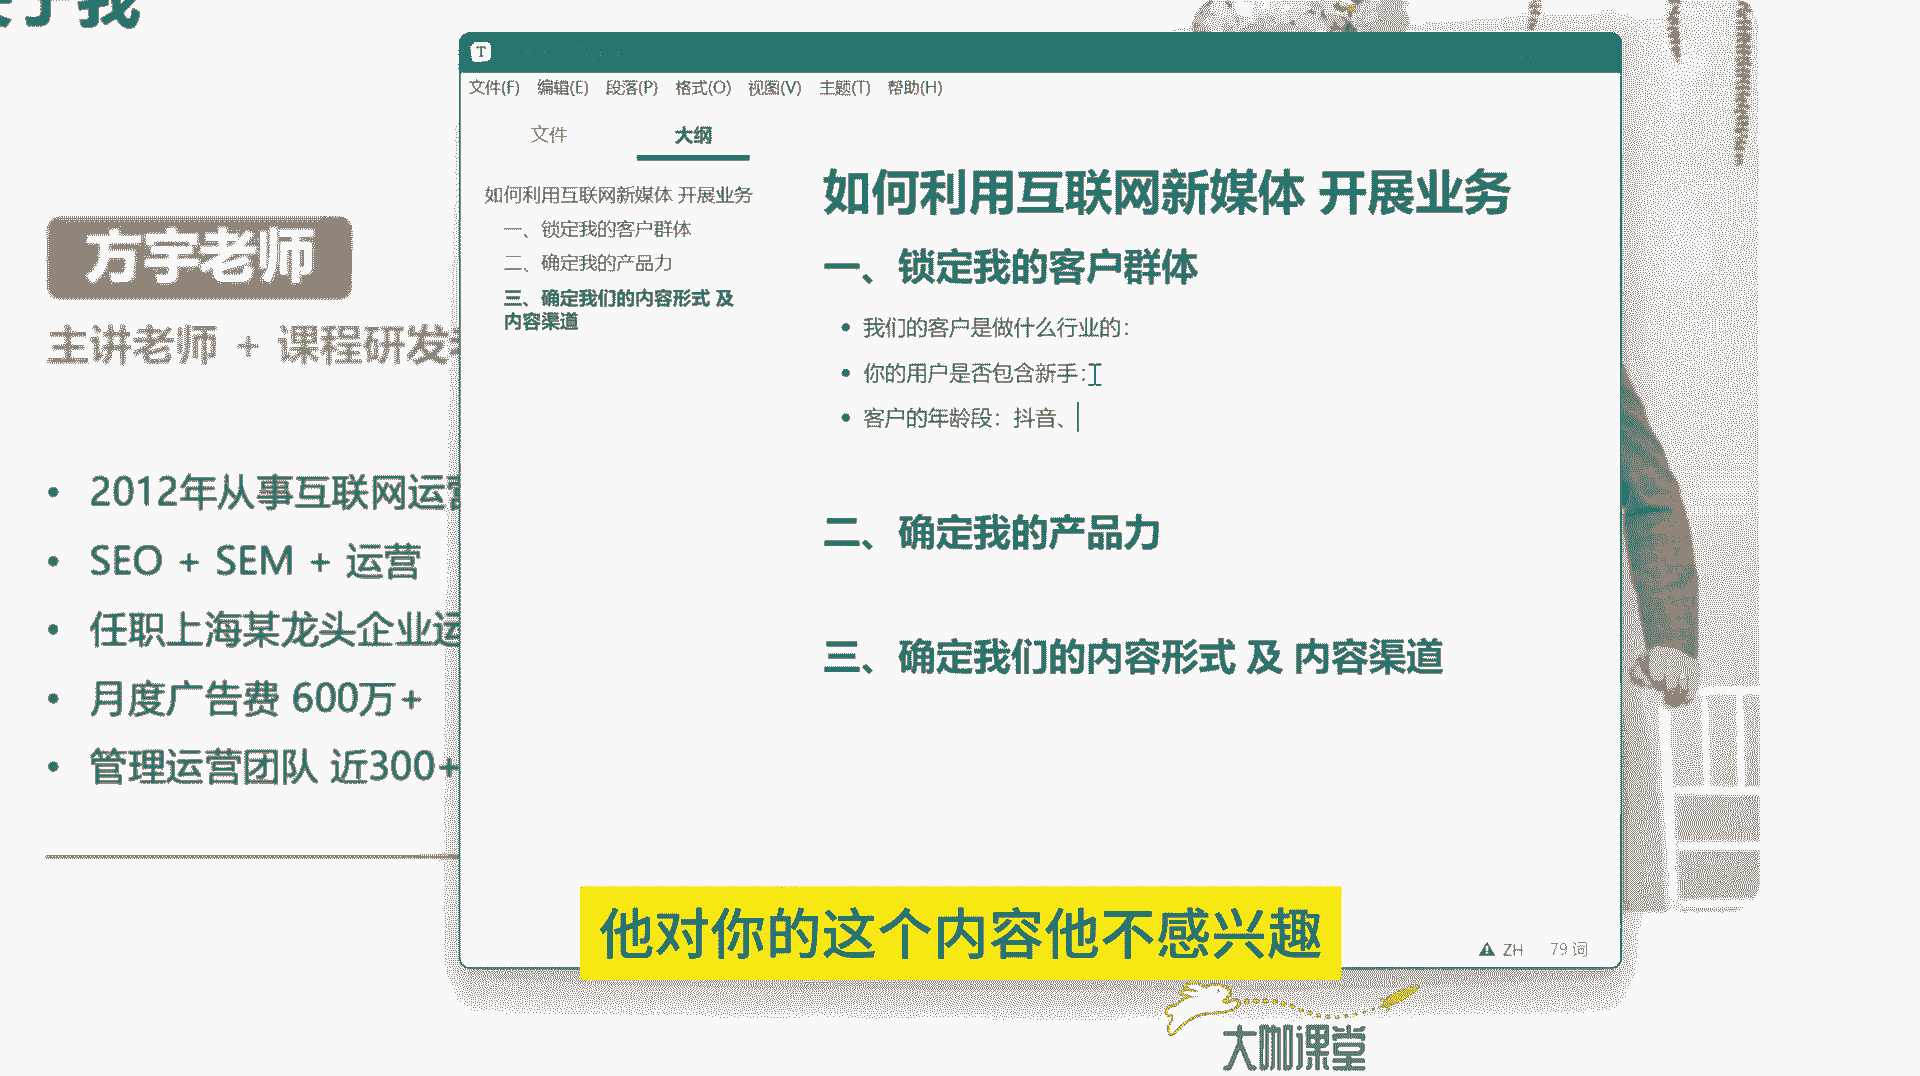 方宇老师
主讲老师 + 课程研发
2012年从事互联网运营
SEO + SEM + 运营
任职上海某龙头企业运
月度广告费 600万+
管理运营团队 近300+
T
文件(F) 编辑(E) 段落(P) 格式(O) 视图(V) 主题(T) 帮助(H)
文件 大纲
如何利用互联网新媒体 开展业务
一、锁定我的客户群体
二、确定我的产品力
三、确定我们的内容形式 及
内容渠道
如何利用互联网新媒体 开展业务
一、锁定我的客户群体
我们的客户是做什么行业的：
你的用户是否包含新手：
客户的年龄段：抖音、
二、确定我的产品力
三、确定我们的内容形式 及 内容渠道
ZH 79 词
他对你的这个内容他不感兴趣
大咖课堂